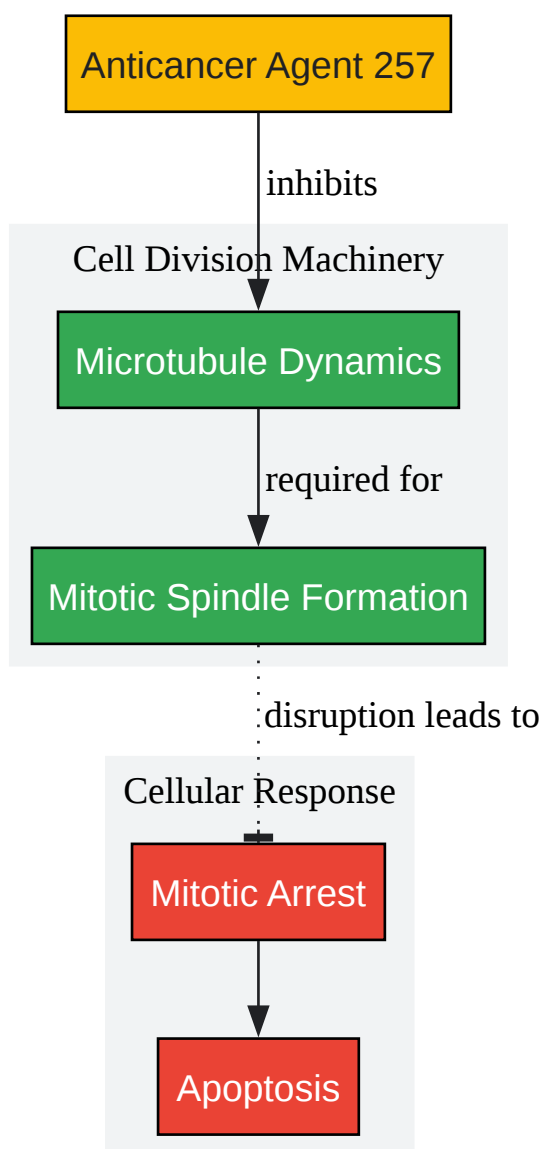 Anticancer Agent 257
inhibits
Cell Division Machinery
Microtubule Dynamics
required for
Mitotic Spindle Formation
disruption leads to
Cellular Response
Mitotic Arrest
Apoptosis